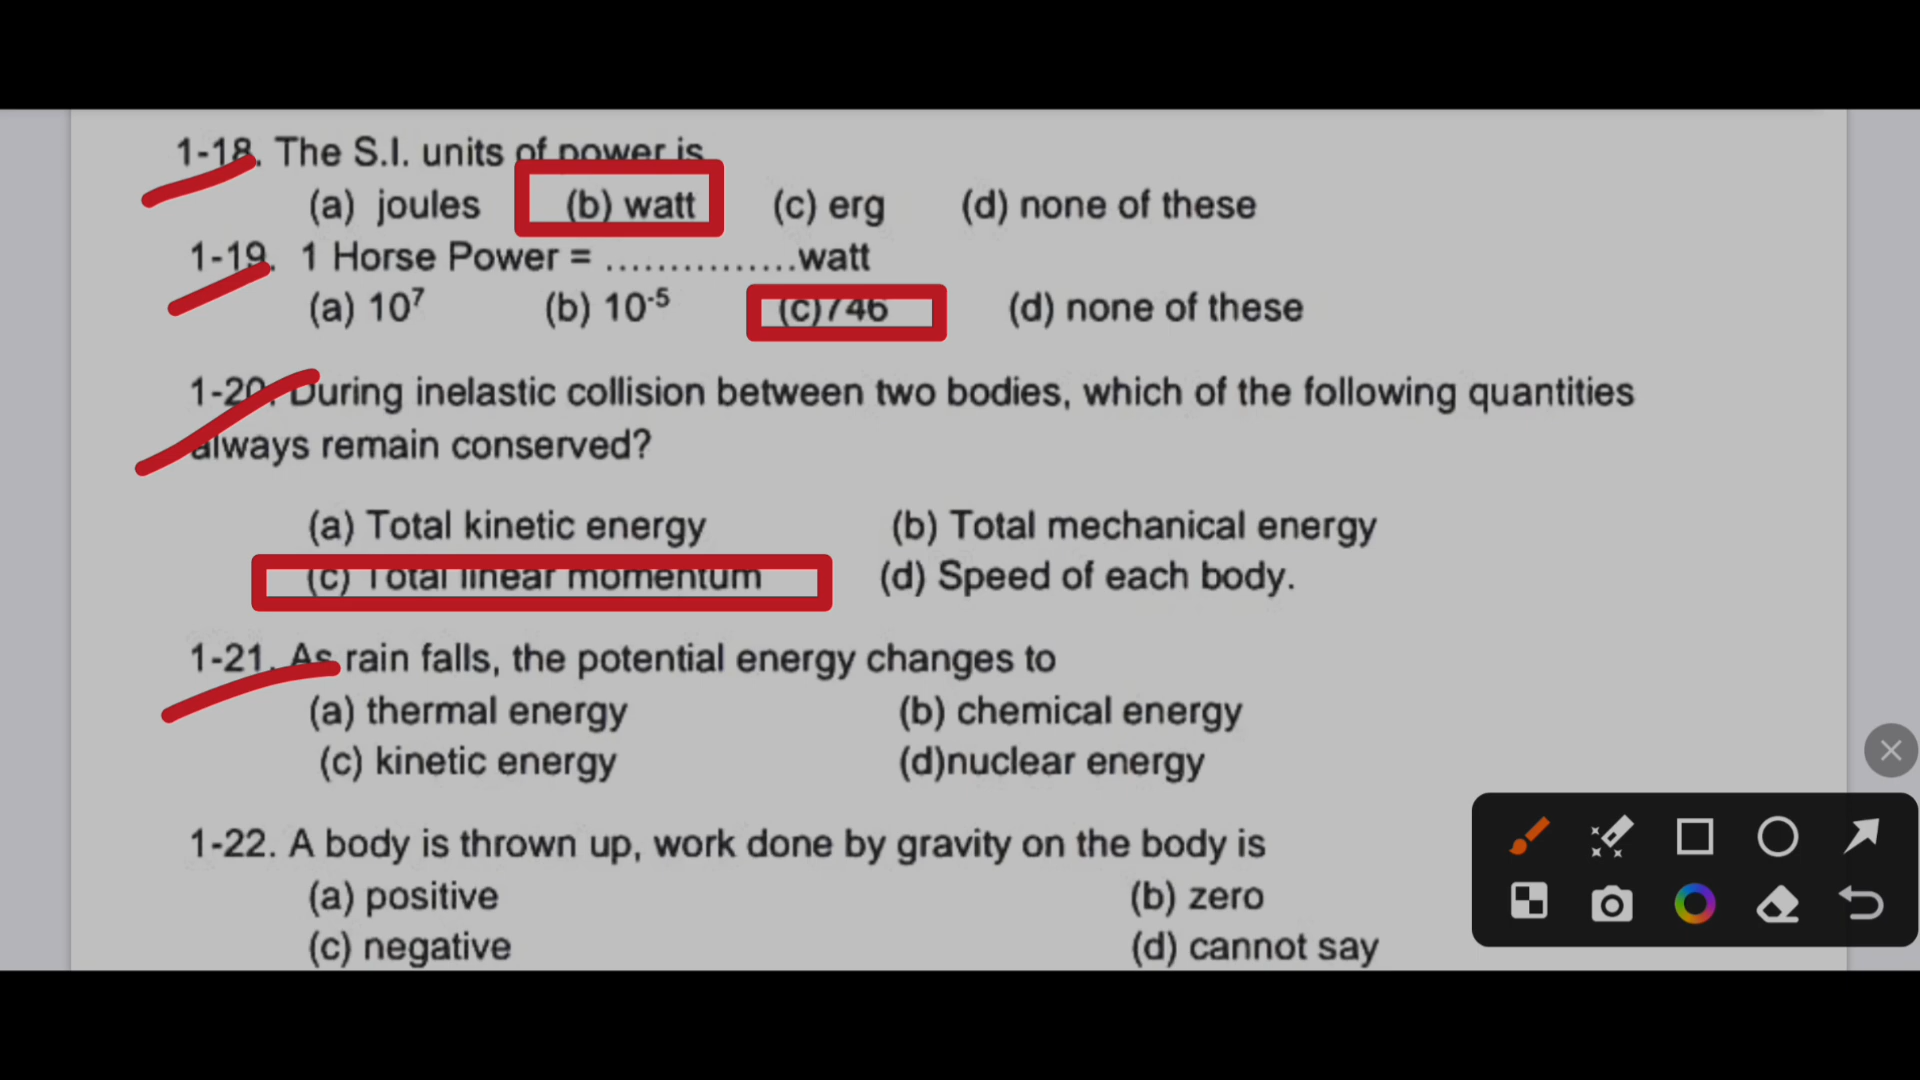 1-18. The S.I. units of power is
(a) joules (b) watt (c) erg (d) none of these
1-19. 1 Horse Power = ...............watt
(a) 10⁷ (b) 10⁻⁵ (c)746 (d) none of these
1-20. During inelastic collision between two bodies, which of the following quantities
always remain conserved?
(a) Total kinetic energy (b) Total mechanical energy
(c) Total linear momentum (d) Speed of each body.
1-21. As rain falls, the potential energy changes to
(a) thermal energy (b) chemical energy
(c) kinetic energy (d)nuclear energy
1-22. A body is thrown up, work done by gravity on the body is
(a) positive (b) zero
(c) negative (d) cannot say